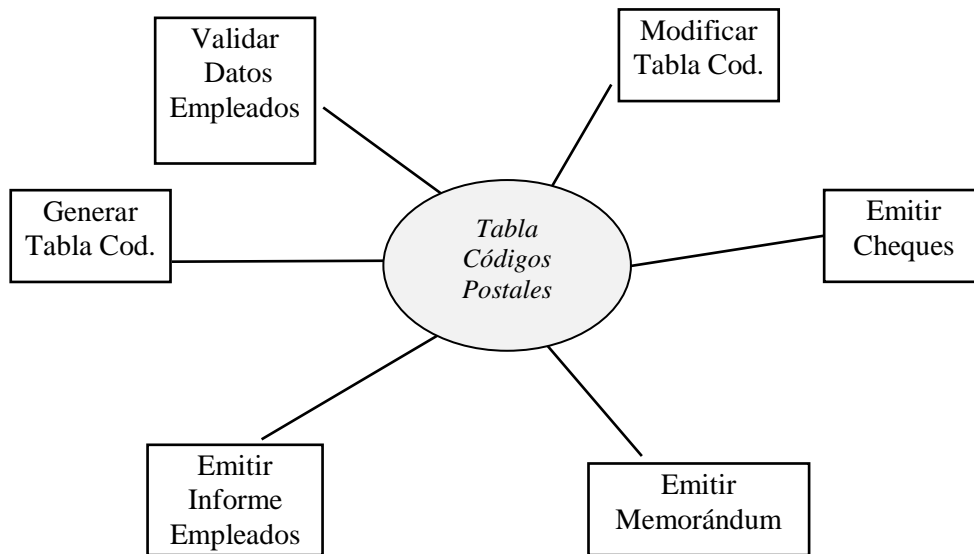 Validar
Datos
Empleados
Modificar
Tabla Cod.
Generar
Tabla Cod.
Tabla
Códigos
Postales
Emitir
Cheques
Emitir
Informe
Empleados
Emitir
Memorándum